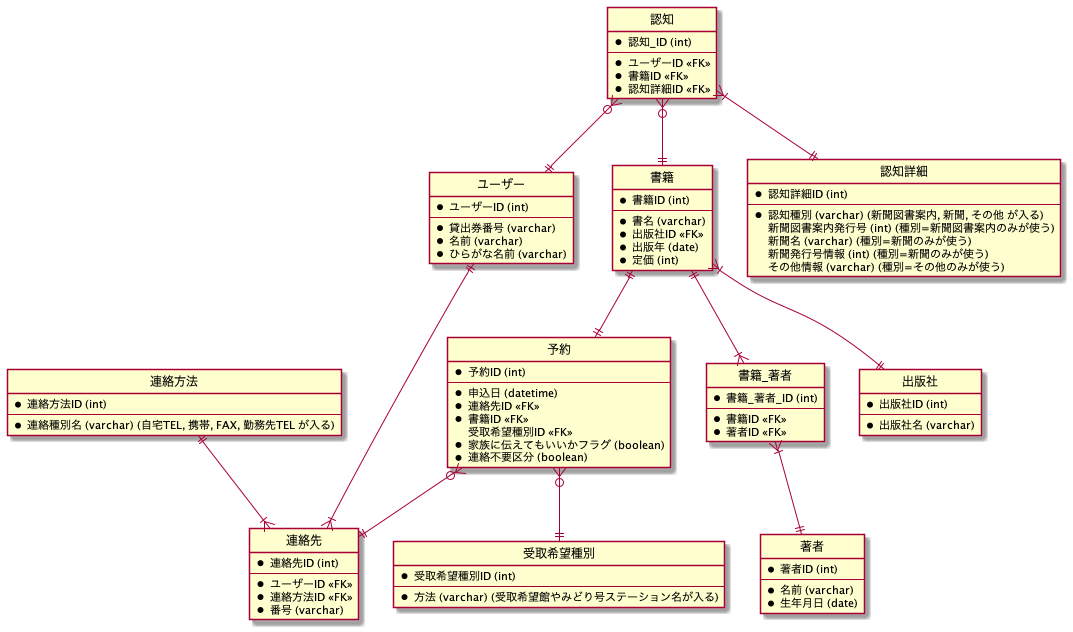 認知
認知_ID (int)
ユーザーID «FK»
書籍ID «FK»
認知詳細ID «FK»
ユーザー
ユーザーID (int)
貸出券番号 (varchar)
名前 (varchar)
ひらがな名前 (varchar)
書籍
書籍ID (int)
書名 (varchar)
出版社ID «FK»
出版年 (date)
定価 (int)
認知詳細
認知詳細ID (int)
認知種別 (varchar) (新聞図書案内, 新聞, その他 が入る)
新聞図書案内発行号 (int) (種別=新聞図書案内のみが使う)
新聞名 (varchar) (種別=新聞のみが使う)
新聞発行号情報 (int) (種別=新聞のみが使う)
その他情報 (varchar) (種別=その他のみが使う)
連絡方法
連絡方法ID (int)
連絡種別名 (varchar) (自宅TEL, 携帯, FAX, 勤務先TEL が入る)
予約
予約ID (int)
申込日 (datetime)
連絡先ID «FK»
書籍ID «FK»
受取希望種別ID «FK»
家族に伝えてもいいかフラグ (boolean)
連絡不要区分 (boolean)
書籍_著者
書籍_著者_ID (int)
書籍ID «FK»
著者ID «FK»
出版社
出版社ID (int)
出版社名 (varchar)
連絡先
連絡先ID (int)
ユーザーID «FK»
連絡方法ID «FK»
番号 (varchar)
受取希望種別
受取希望種別ID (int)
方法 (varchar) (受取希望館やみどり号ステーション名が入る)
著者
著者ID (int)
名前 (varchar)
生年月日 (date)